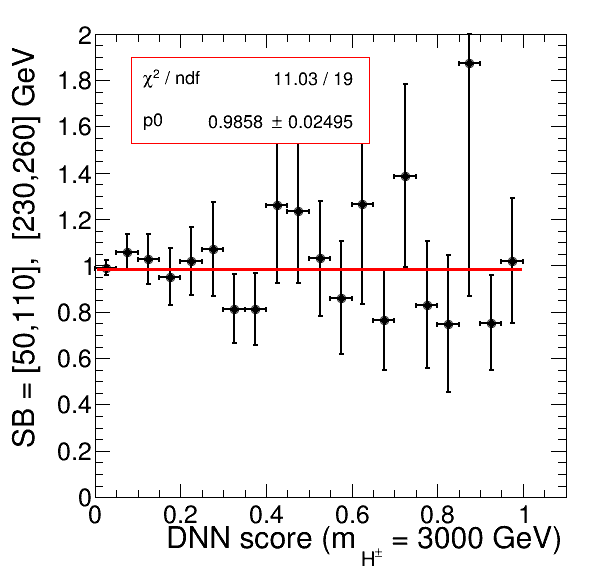 SB = [50,110], [230,260] GeV
2
1.8
1.6
1.4
1.2
1
0.8
0.6
0.4
0.2
0
χ² / ndf 11.03 / 19
p0 0.9858 ± 0.02495
0 0.2 0.4 0.6 0.8 1
DNN score (m_H± = 3000 GeV)